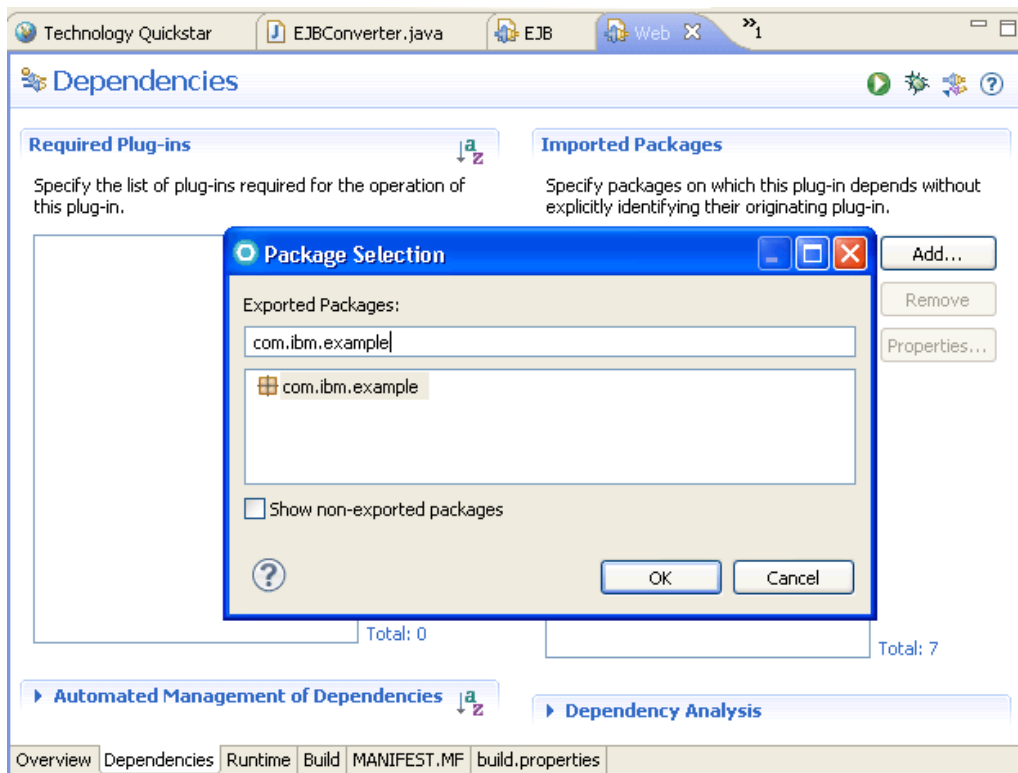 Technology Quickstar
EJBConverter.java
EJB
Web
»1
Dependencies
Required Plug-ins
Specify the list of plug-ins required for the operation of
this plug-in.
Total: 0
Imported Packages
Specify packages on which this plug-in depends without
explicitly identifying their originating plug-in.
Add...
Remove
Properties...
Total: 7
Package Selection
Exported Packages:
com.ibm.example
com.ibm.example
Show non-exported packages
OK
Cancel
Automated Management of Dependencies
Dependency Analysis
Overview Dependencies Runtime Build MANIFEST.MF build.properties